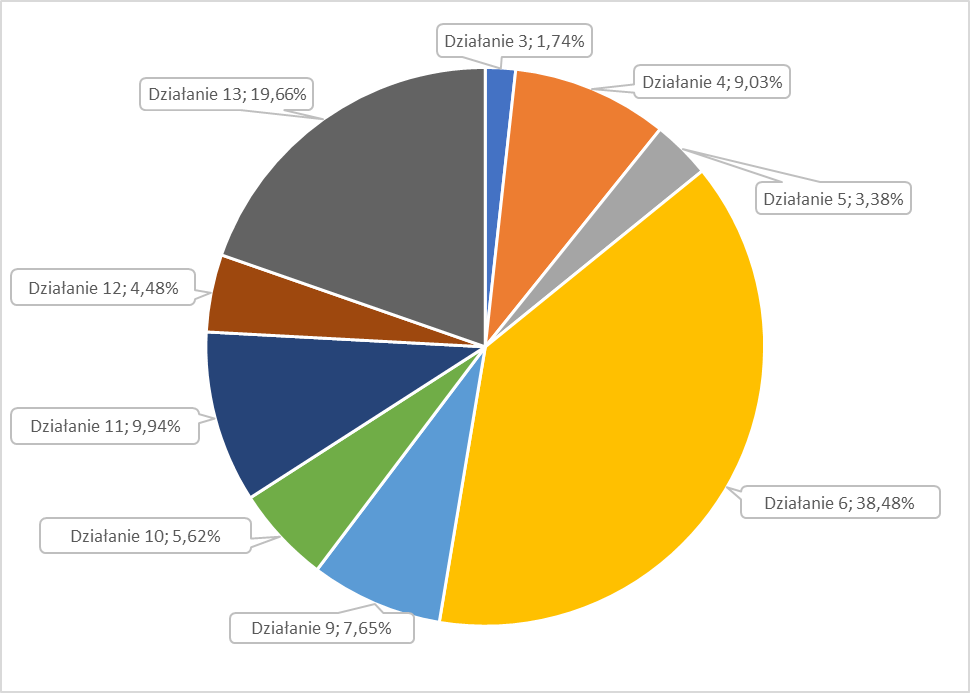 Działanie 3; 1,74%
Działanie 4; 9,03%
Działanie 5; 3,38%
Działanie 6; 38,48%
Działanie 9; 7,65%
Działanie 10; 5,62%
Działanie 11; 9,94%
Działanie 12; 4,48%
Działanie 13; 19,66%